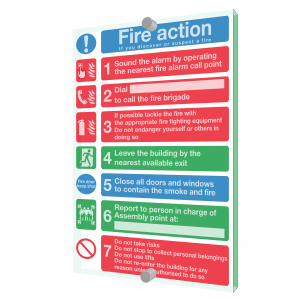 Fire action
If you discover or suspect a fire
1 Sound the alarm by operating
the nearest fire alarm call point
2 Dial
to call the fire brigade
3 If possible tackle the fire with
the appropriate fire fighting equipment
Do not endanger yourself or others in
doing so
4 Leave the building by the
nearest available exit
Fire door
keep shut
5 Close all doors and windows
to contain the smoke and fire
6 Report to person in charge of
Assembly point at:
7 Do not take risks
Do not stop to collect personal belongings
Do not use lifts
Do not re-enter the building for any
reason unless authorised to do so